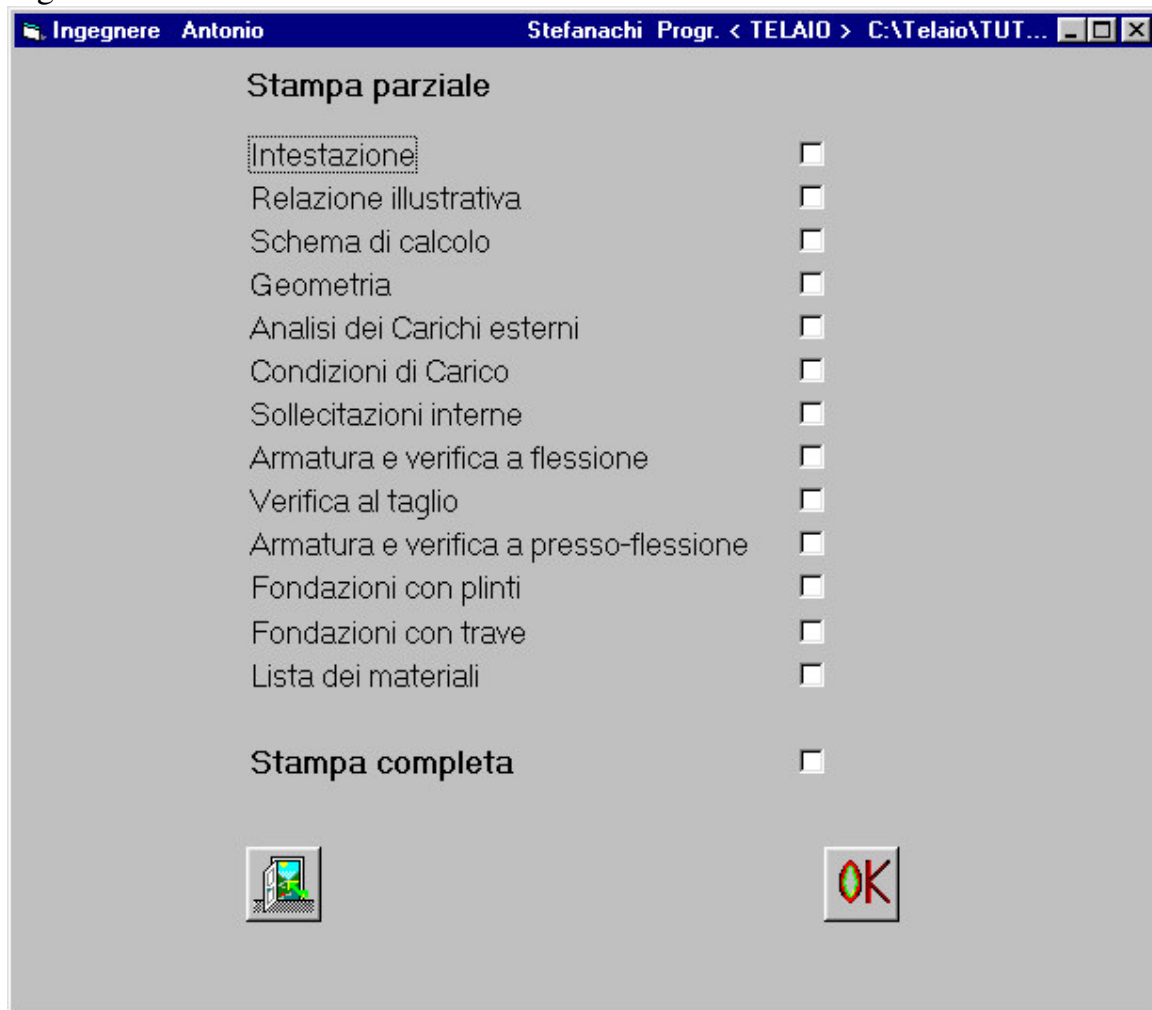 Ingegnere Antonio Stefanachi Progr. < TELAIO > C:\Telaio\TUT...
Stampa parziale
Intestazione
Relazione illustrativa
Schema di calcolo
Geometria
Analisi dei Carichi esterni
Condizioni di Carico
Sollecitazioni interne
Armatura e verifica a flessione
Verifica al taglio
Armatura e verifica a presso-flessione
Fondazioni con plinti
Fondazioni con trave
Lista dei materiali
Stampa completa
OK